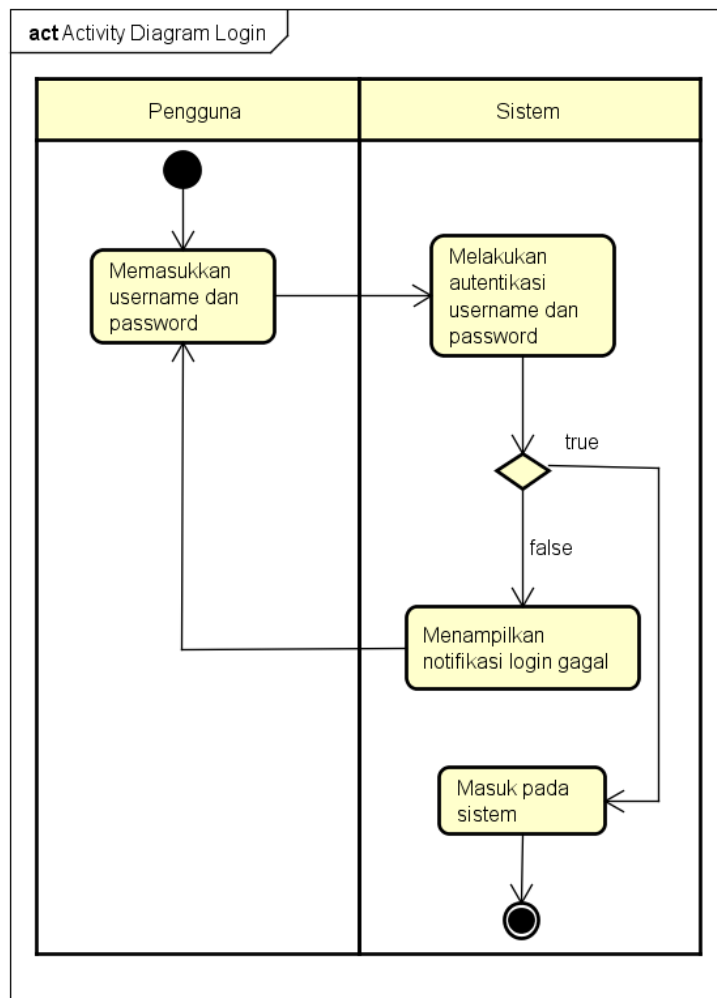 act Activity Diagram Login
Pengguna
Sistem
Memasukkan
username dan
password
Melakukan
autentikasi
username dan
password
true
false
Menampilkan
notifikasi login gagal
Masuk pada
sistem